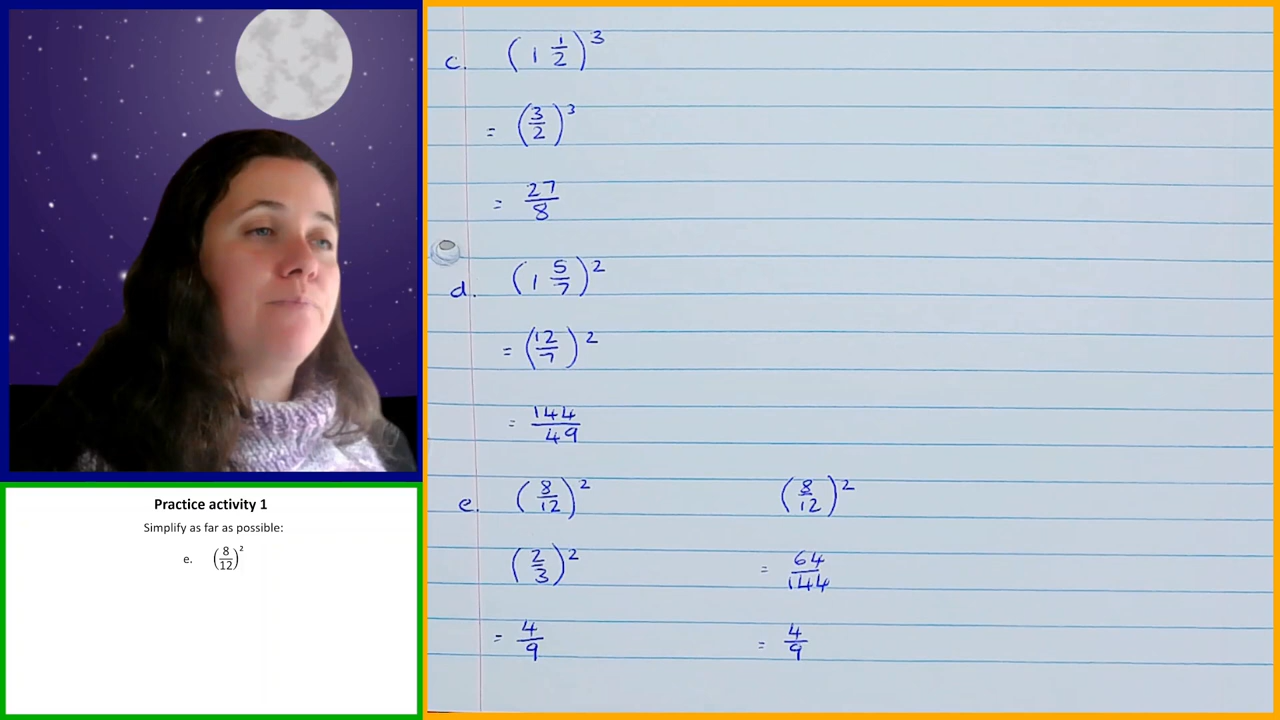 Practice activity 1
Simplify as far as possible:
e. (8/12)²
c. (1 1/2)³
= (3/2)³
= 27/8
d. (1 5/7)²
= (12/7)²
= 144/49
e. (8/12)² (8/12)²
(2/3)² = 64/144
= 4/9 = 4/9